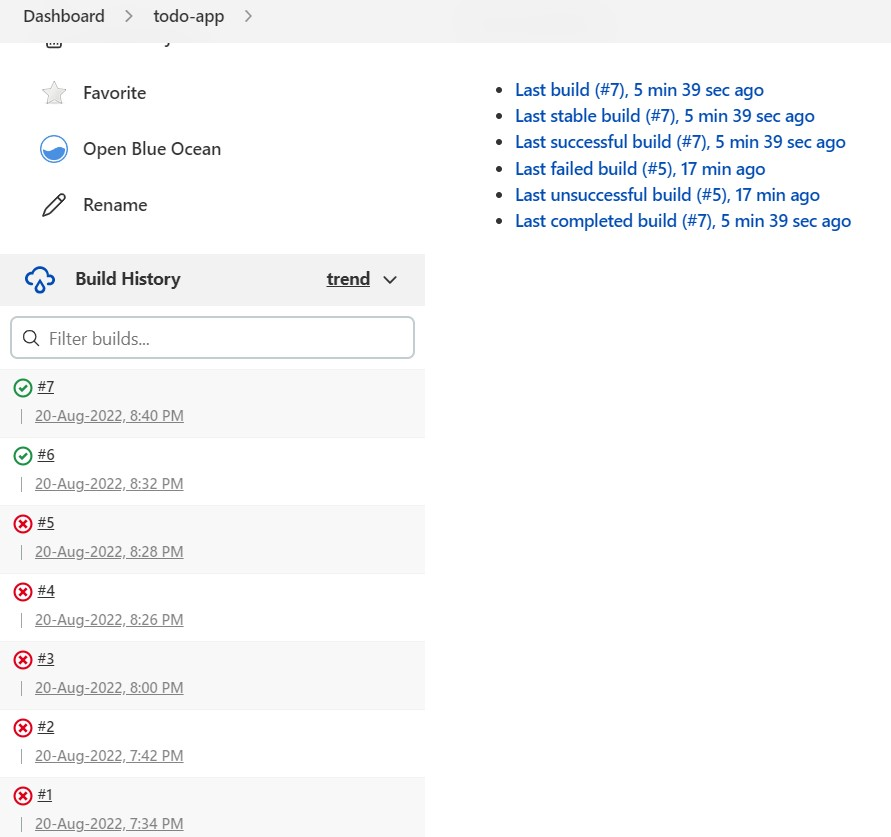 Dashboard > todo-app >
Favorite
Open Blue Ocean
Rename
Last build (#7), 5 min 39 sec ago
Last stable build (#7), 5 min 39 sec ago
Last successful build (#7), 5 min 39 sec ago
Last failed build (#5), 17 min ago
Last unsuccessful build (#5), 17 min ago
Last completed build (#7), 5 min 39 sec ago
Build History trend
Filter builds...
#7
20-Aug-2022, 8:40 PM
#6
20-Aug-2022, 8:32 PM
#5
20-Aug-2022, 8:28 PM
#4
20-Aug-2022, 8:26 PM
#3
20-Aug-2022, 8:00 PM
#2
20-Aug-2022, 7:42 PM
#1
20-Aug-2022, 7:34 PM